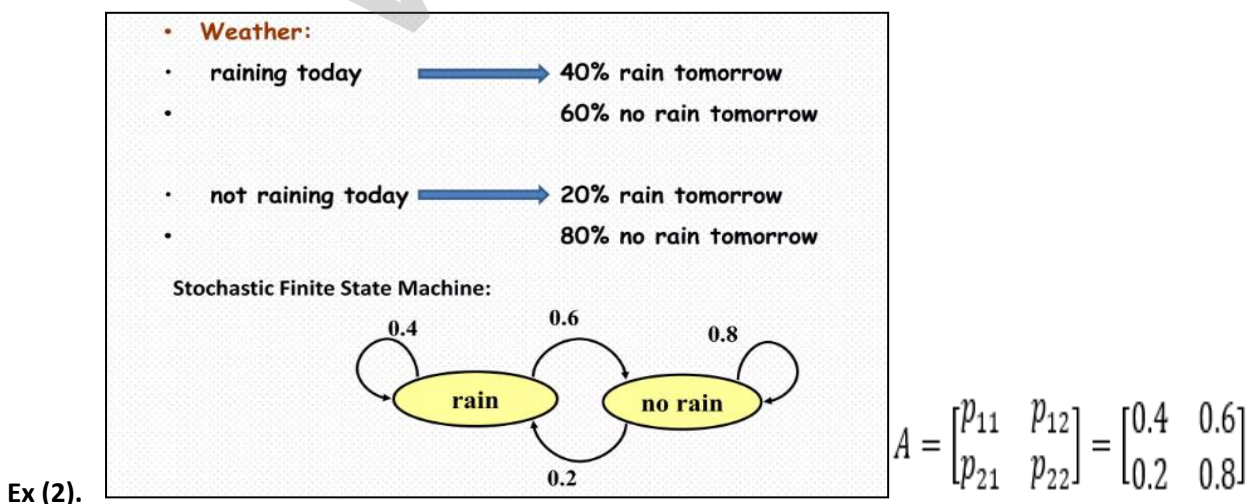 • Weather:
• raining today 40% rain tomorrow
• 60% no rain tomorrow
• not raining today 20% rain tomorrow
• 80% no rain tomorrow
Stochastic Finite State Machine:
0.4 0.6 0.8
rain no rain
0.2
A = [p₁₁ p₁₂] = [0.4 0.6]
[p₂₁ p₂₂] [0.2 0.8]
Ex (2).